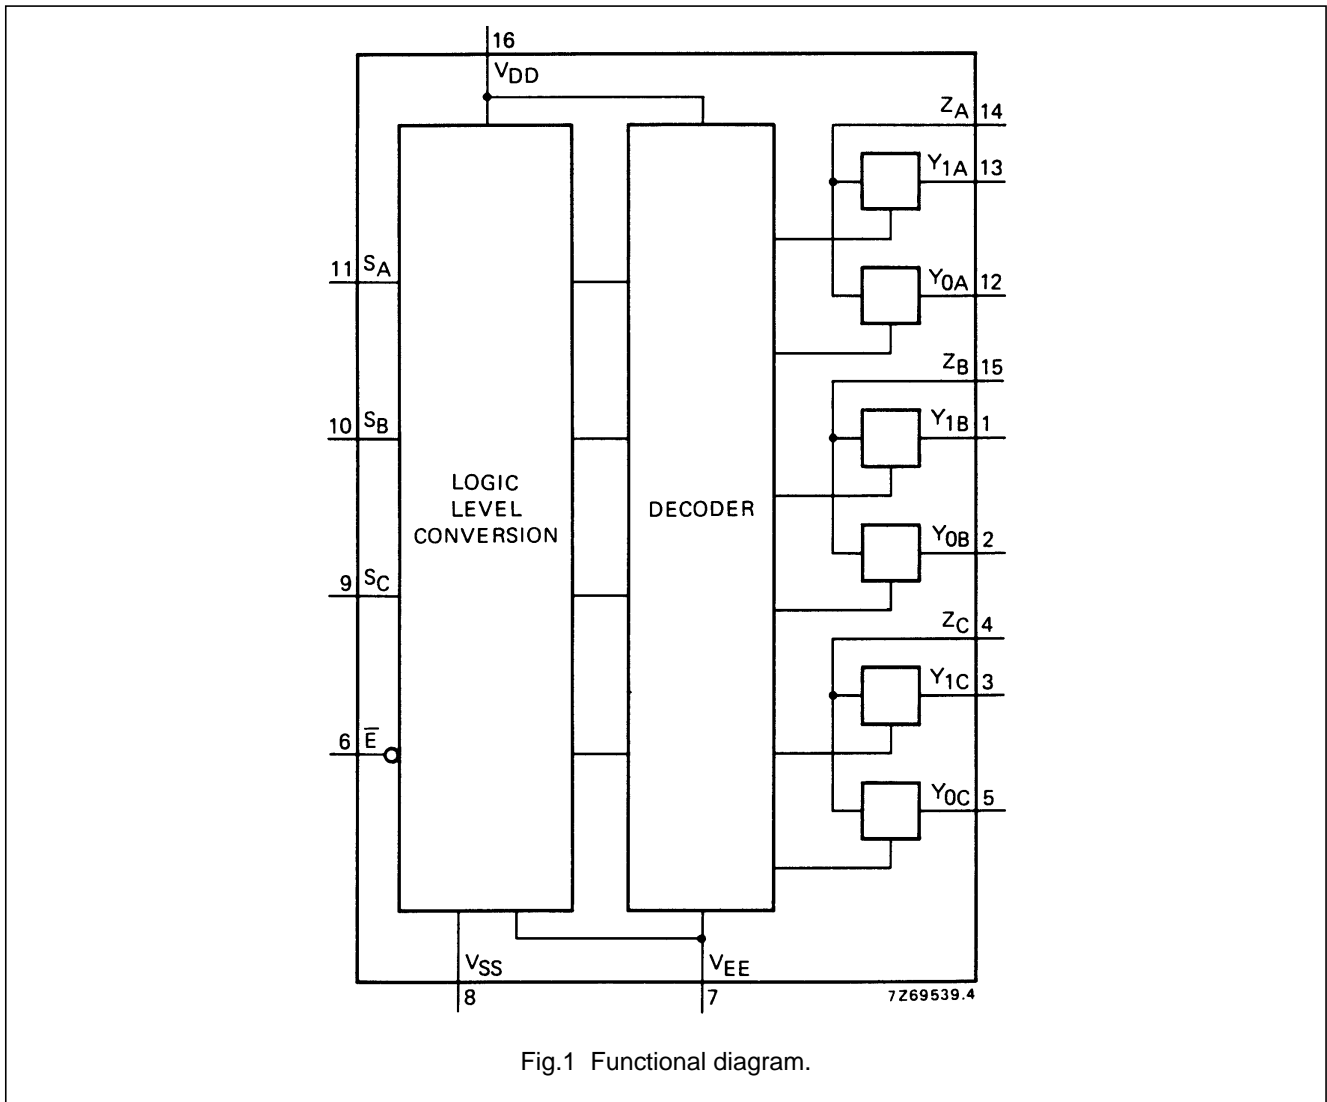 16
VDD
ZA 14
Y1A 13
11 SA
Y0A 12
ZB 15
10 SB
Y1B 1
LOGIC
LEVEL
CONVERSION
DECODER
Y0B 2
9 SC
ZC 4
Y1C 3
6 E̅
Y0C 5
VSS
VEE
8
7
7Z69539.4
Fig.1 Functional diagram.